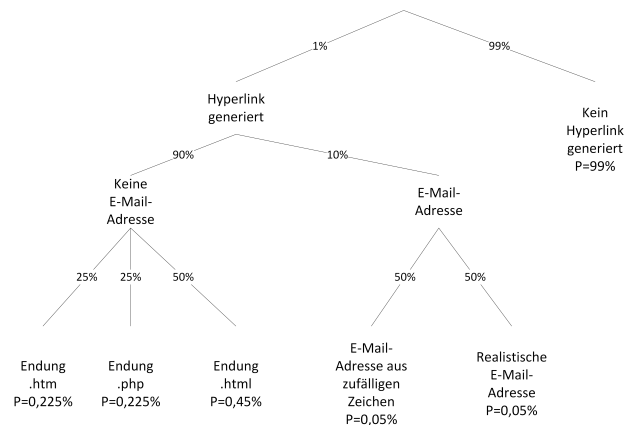 1%
99%
Hyperlink
generiert
Kein
Hyperlink
generiert
P=99%
90%
10%
Keine
E-Mail-
Adresse
E-Mail-
Adresse
25%
25%
50%
50%
50%
Endung
.htm
P=0,225%
Endung
.php
P=0,225%
Endung
.html
P=0,45%
E-Mail-
Adresse aus
zufälligen
Zeichen
P=0,05%
Realistische
E-Mail-
Adresse
P=0,05%